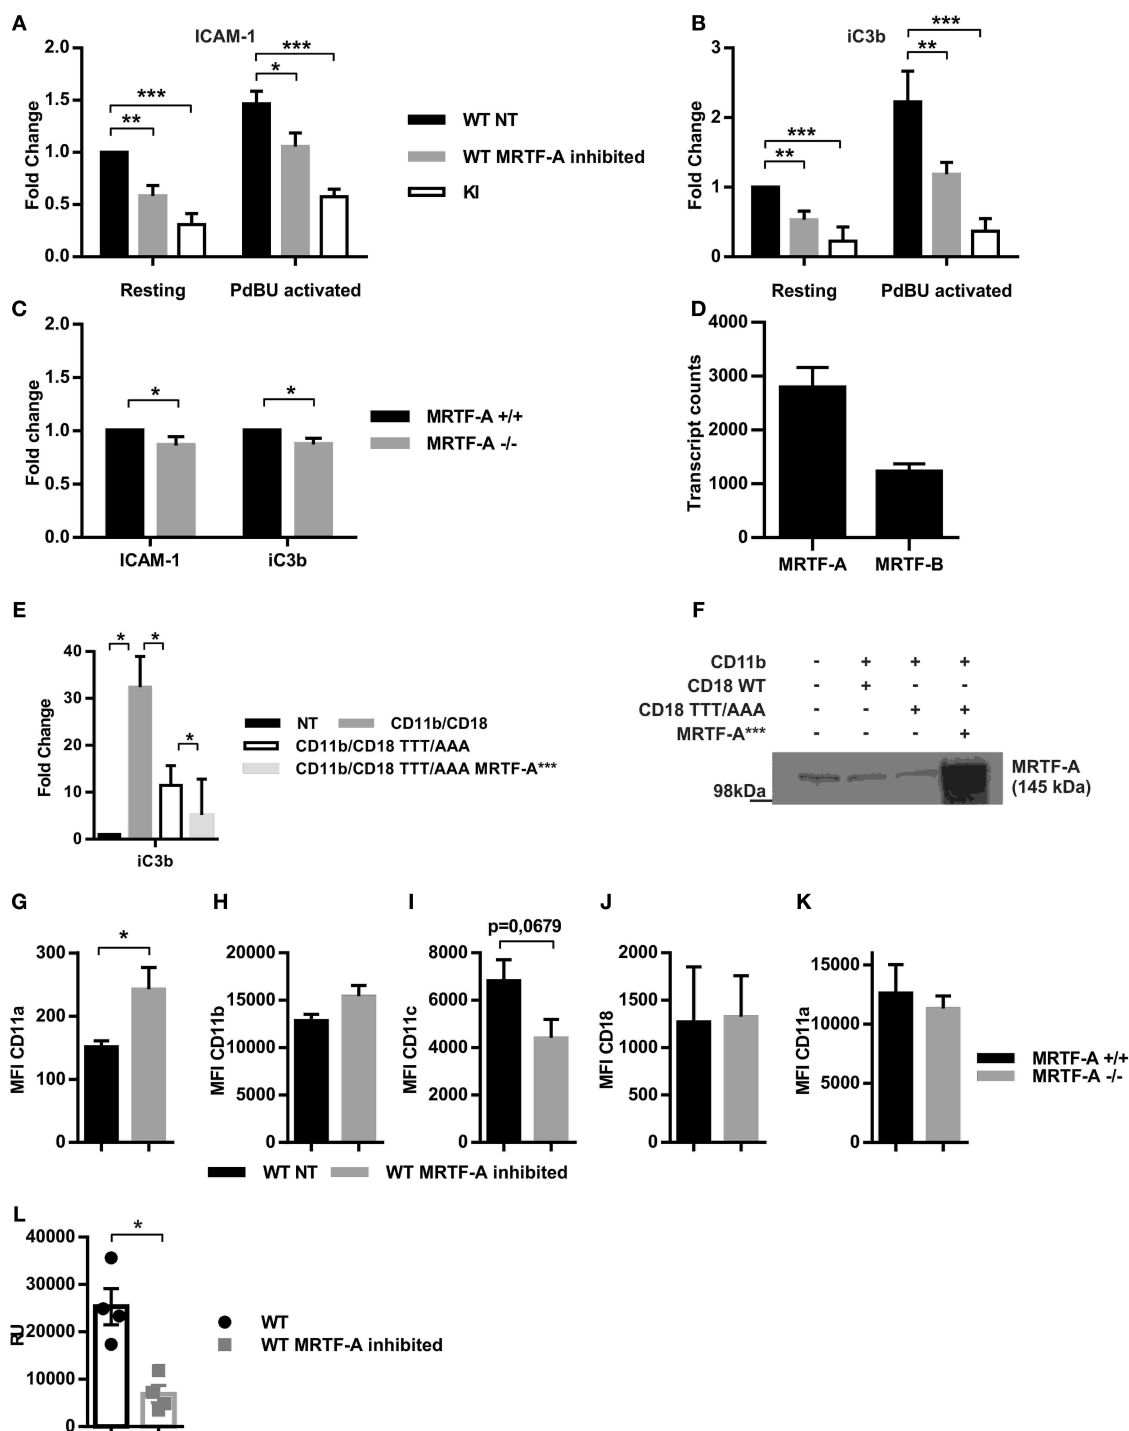 A
ICAM-1
Fold Change
2.0
1.5
1.0
0.5
0.0
***
**
***
*
Resting
PdBU activated
WT NT
WT MRTF-A inhibited
KI
B
iC3b
Fold Change
3
2
1
0
***
**
***
**
Resting
PdBU activated
C
Fold change
2.0
1.5
1.0
0.5
0.0
*
*
ICAM-1
iC3b
MRTF-A +/+
MRTF-A -/-
D
Transcript counts
4000
3000
2000
1000
0
MRTF-A
MRTF-B
E
Fold Change
40
30
20
10
0
*
*
*
iC3b
NT
CD11b/CD18
CD11b/CD18 TTT/AAA
CD11b/CD18 TTT/AAA MRTF-A***
F
CD11b - + + +
CD18 WT - + - -
CD18 TTT/AAA - - + +
MRTF-A*** - - - +
98kDa
MRTF-A
(145 kDa)
G
MFI CD11a
300
200
100
0
*
H
MFI CD11b
20000
15000
10000
5000
0
I
MFI CD11c
p=0,0679
8000
6000
4000
2000
0
J
MFI CD18
2000
1500
1000
500
0
K
MFI CD11a
15000
10000
5000
0
MRTF-A +/+
MRTF-A -/-
WT NT
WT MRTF-A inhibited
L
RU
40000
30000
20000
10000
0
*
WT
WT MRTF-A inhibited